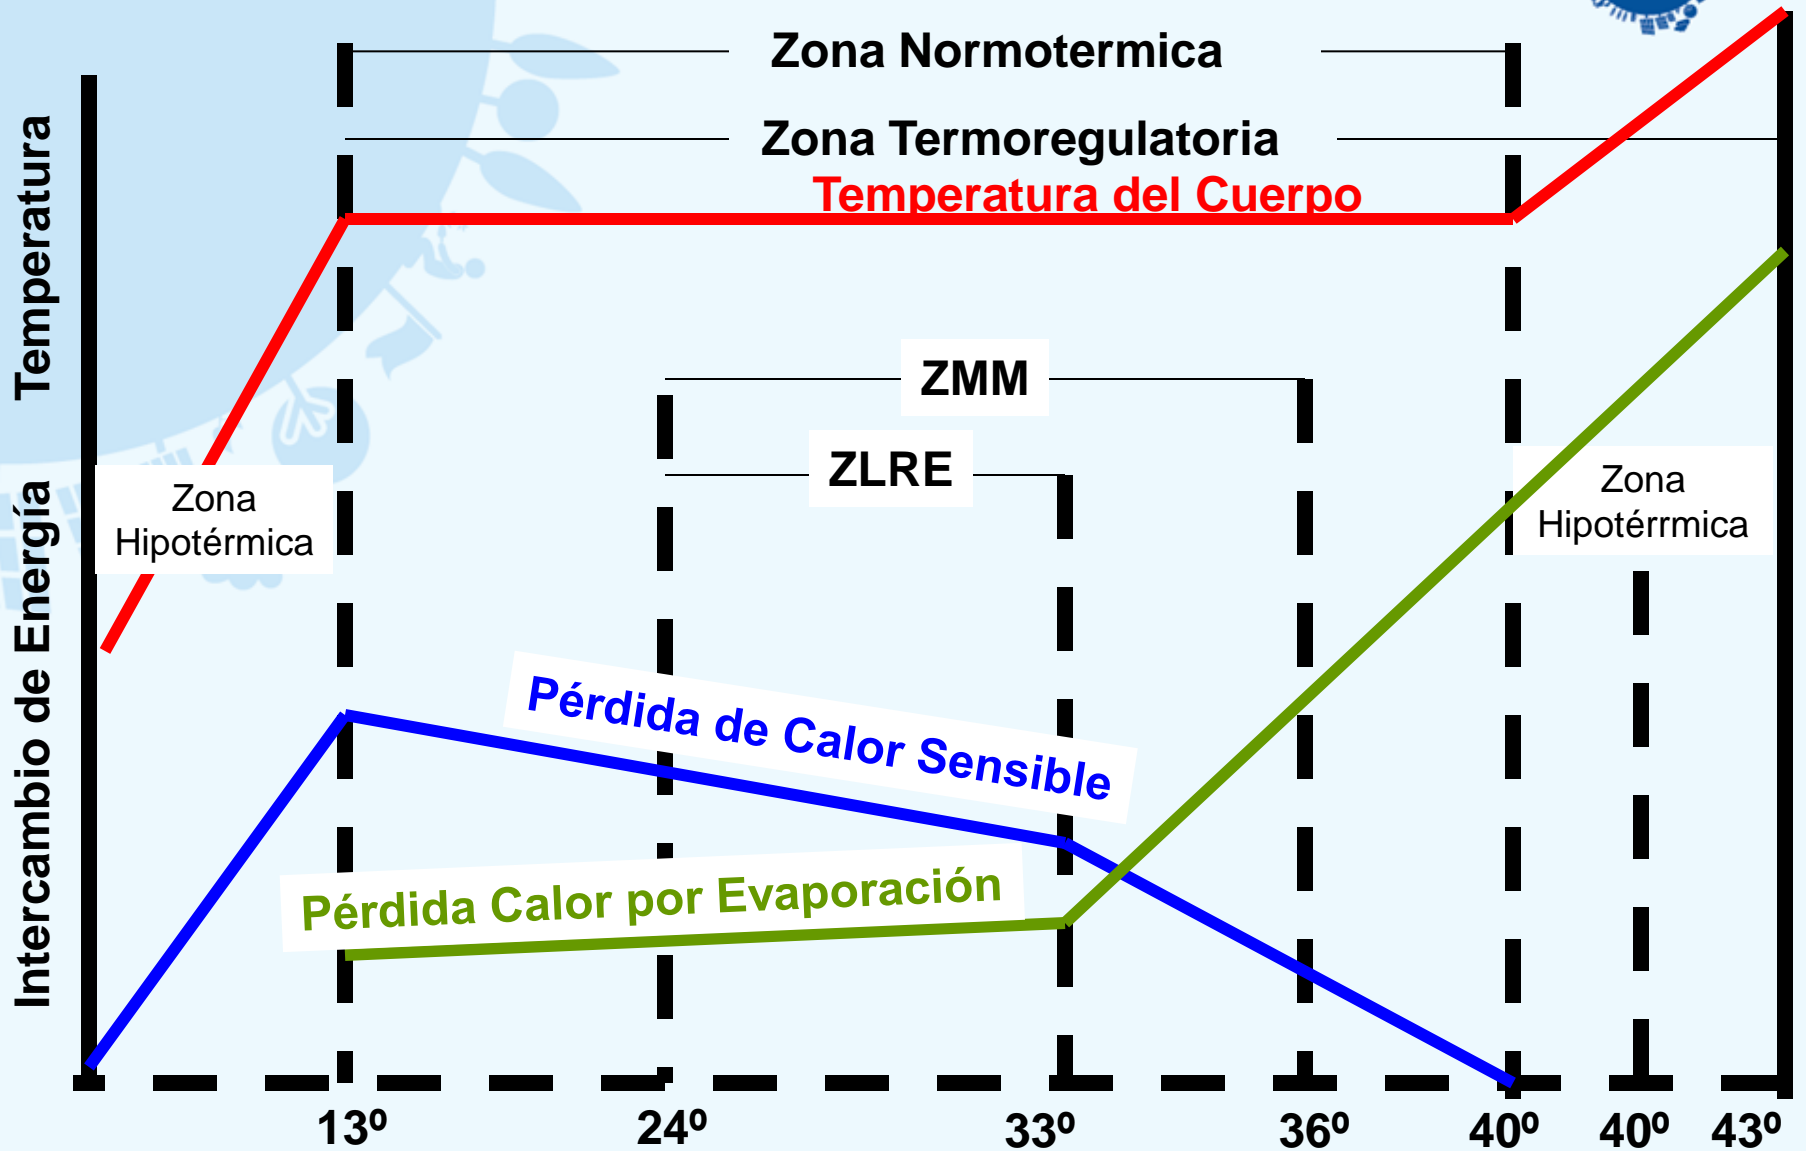 Zona Normotermica
Zona Termoregulatoria
Temperatura del Cuerpo
Temperatura
ZMM
ZLRE
Zona
Hipotérmica
Zona
Hipotérrmica
Intercambio de Energía
Pérdida de Calor Sensible
Pérdida Calor por Evaporación
13º
24º
33º
36º
40º
40º
43º